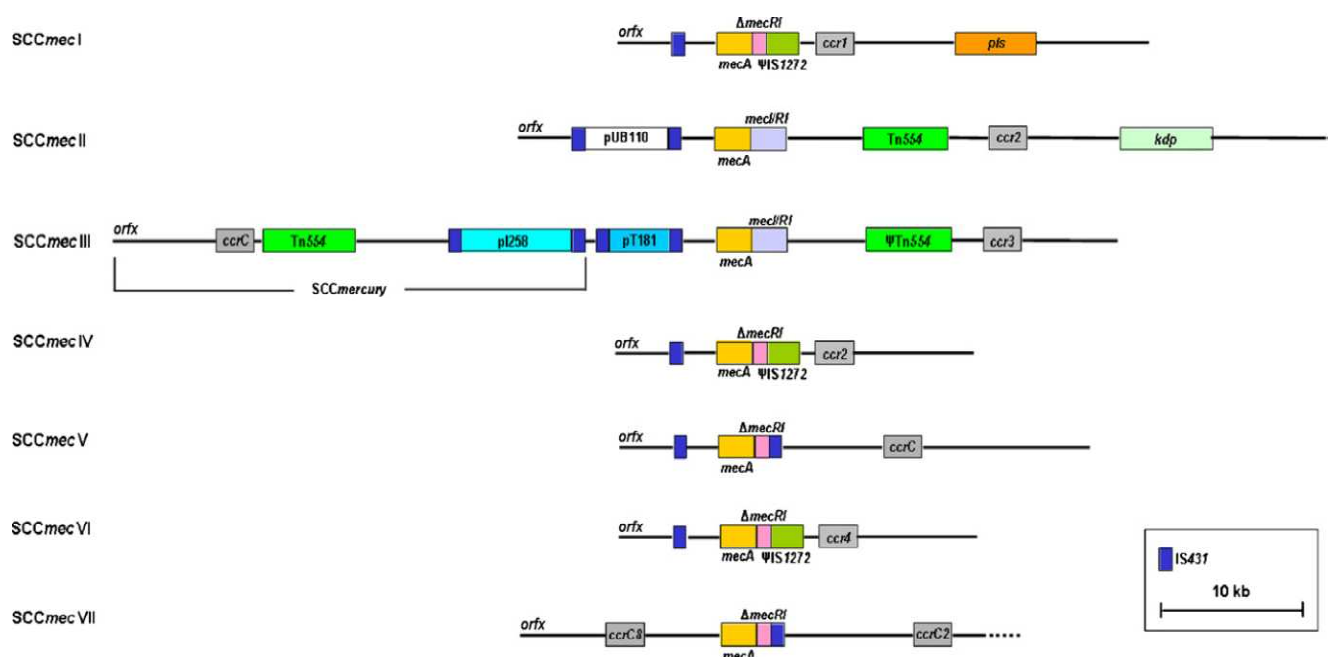 ΔmecRI
SCCmec I
orfx
ccr1
pls
mecA ΨIS1272
mecI/RI
SCCmec II
orfx
pUB110
Tn554
ccr2
kdp
mecA
mecI/RI
SCCmec III
orfx
ccrC
Tn554
pI258
pT181
ΨTn554
ccr3
mecA
SCCmercury
ΔmecRI
SCCmec IV
orfx
ccr2
mecA ΨIS1272
ΔmecRI
SCCmec V
orfx
ccrC
mecA
ΔmecRI
SCCmec VI
orfx
ccr4
mecA ΨIS1272
IS431
10 kb
ΔmecRI
SCCmec VII
orfx
ccrC8
ccrC2
mecA